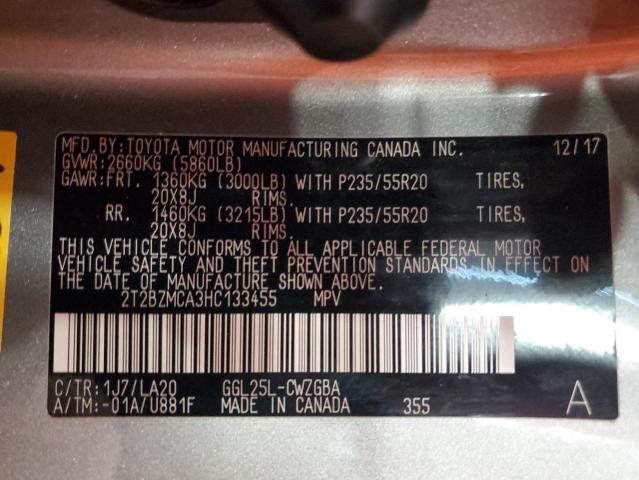 MFD.BY:TOYOTA MOTOR MANUFACTURING CANADA INC. 12/17
GVWR:2660KG (5860LB)
GAWR:FRT. 1360KG (3000LB) WITH P235/55R20 TIRES,
20X8J RIMS.
RR. 1460KG (3215LB) WITH P235/55R20 TIRES,
20X8J RIMS.
THIS VEHICLE CONFORMS TO ALL APPLICABLE FEDERAL MOTOR
VEHICLE SAFETY AND THEFT PREVENTION STANDARDS IN EFFECT ON
THE DATE OF MANUFACTURE SHOWN ABOVE.
2T2BZMCA3HC133455 MPV
C/TR:1J7/LA20 GGL25L-CWZGBA
A/TM:-01A/U881F MADE IN CANADA 355 A